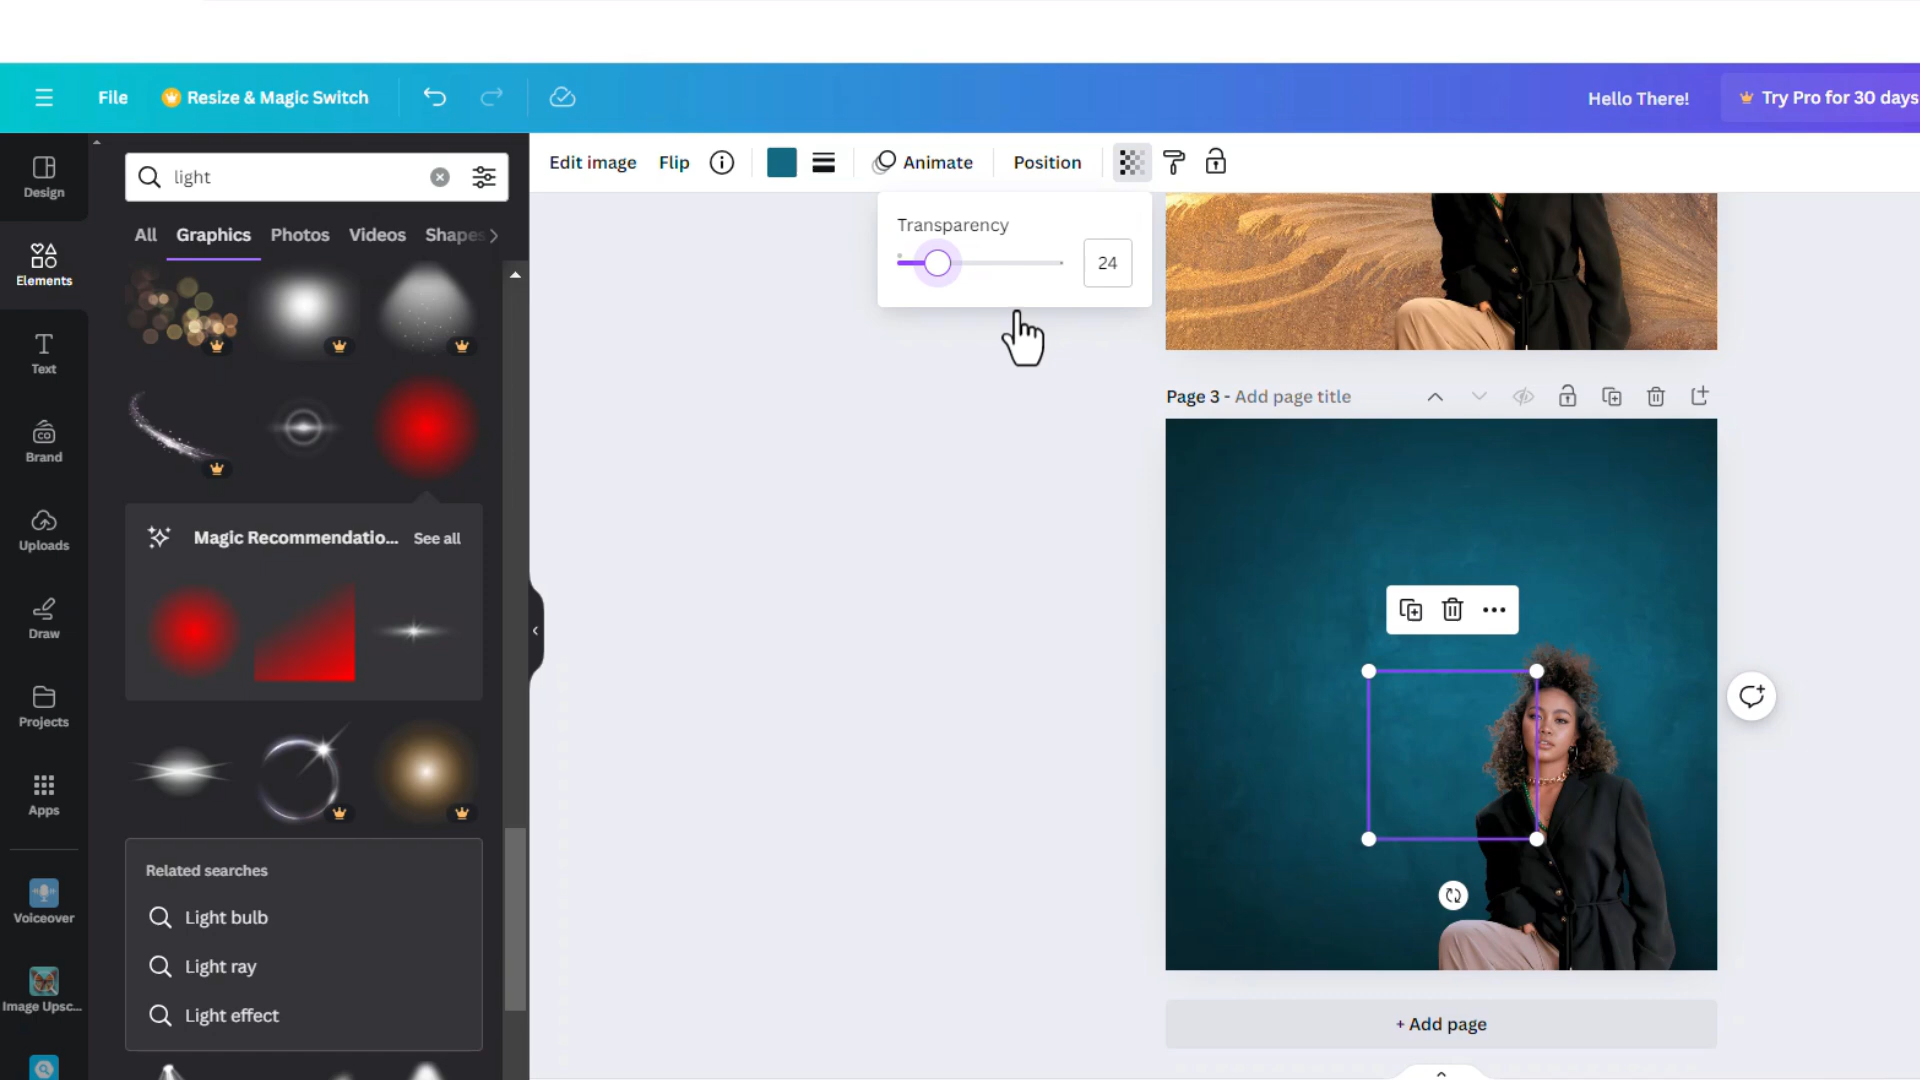 File
Resize & Magic Switch
Hello There!
Try Pro for 30 days
Design
Elements
Text
Brand
Uploads
Draw
Projects
Apps
Voiceover
Image Upsc...
light
All Graphics Photos Videos Shapes
Magic Recommendatio... See all
Related searches
Light bulb
Light ray
Light effect
Edit image Flip Animate Position
Transparency
24
Page 3 - Add page title
+ Add page